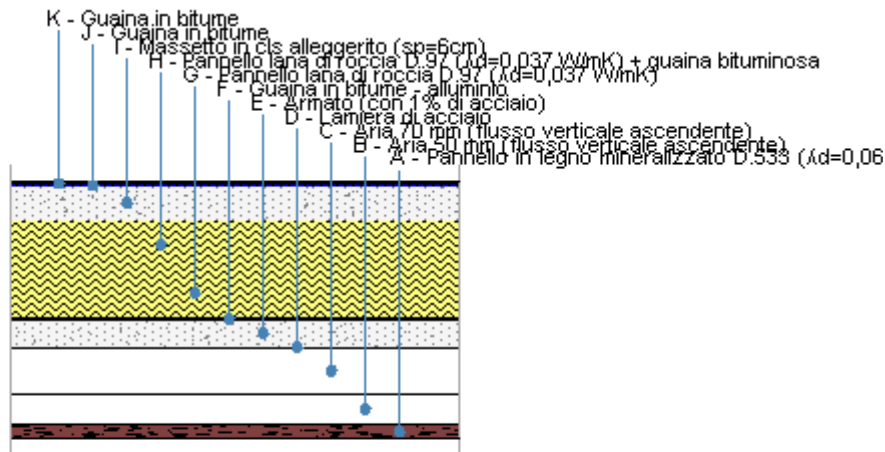 K - Guaina in bitume
J - Guaina in bitume
I - Massetto in cls alleggerito (sp=6cm)
H - Pannello lana di roccia D.97 (λd=0,037 W/mK) + guaina bituminosa
G - Pannello lana di roccia D.97 (λd=0,037 W/mK)
F - Guaina in bitume - alluminio
E - Armato (con 1% di acciaio)
D - Lamiera di acciaio
C - Aria 70 mm (flusso verticale ascendente)
B - Aria 50 mm (flusso verticale ascendente)
A - Pannello in legno mineralizzato D.533 (λd=0,06